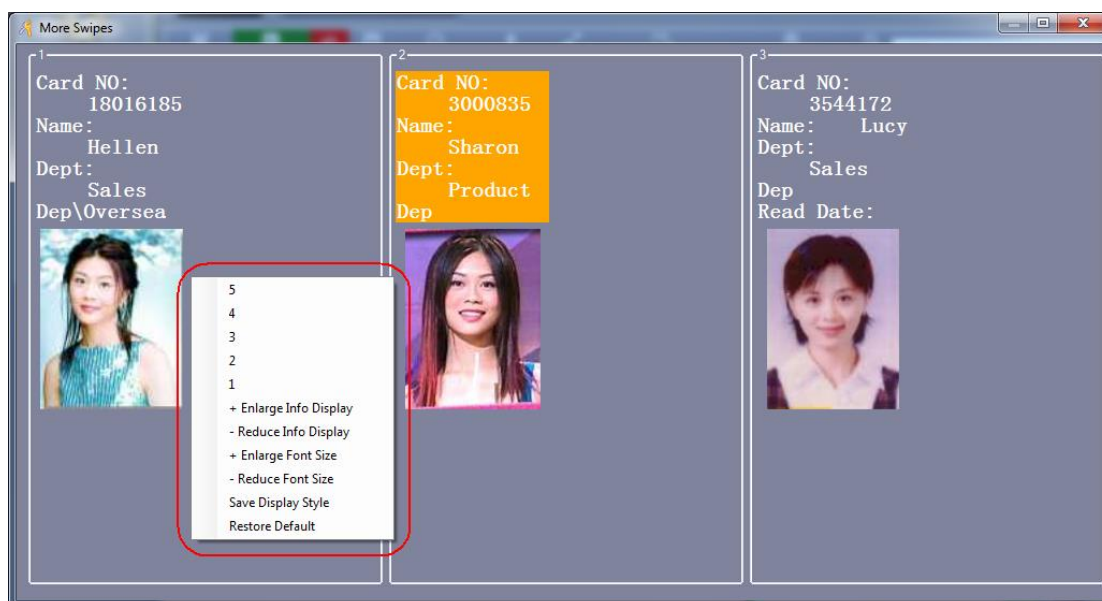 More Swipes
1
Card NO:
18016185
Name:
Hellen
Dept:
Sales
Dep\Oversea
2
Card NO:
3000835
Name:
Sharon
Dept:
Product
Dep
3
Card NO:
3544172
Name: Lucy
Dept:
Sales
Dep
Read Date:
5
4
3
2
1
+ Enlarge Info Display
- Reduce Info Display
+ Enlarge Font Size
- Reduce Font Size
Save Display Style
Restore Default